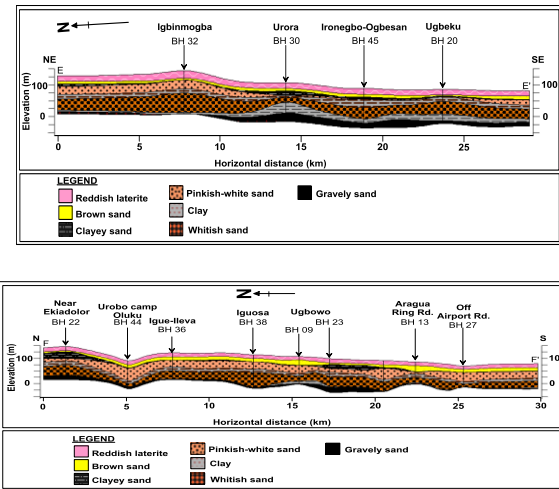 N
Igbinmogba
BH 32
Urora
BH 30
Ironegbo-Ogbesan
BH 45
Ugbeku
BH 20
NE
SE
E
E'
Elevation (m)
100
0
100
0
0 5 10 15 20 25
Horizontal distance (km)
LEGEND
Reddish laterite
Brown sand
Clayey sand
Pinkish-white sand
Clay
Whitish sand
Gravely sand
N
Near
Ekiadolor
BH 22
Urobo camp
Oluku
BH 44
Igue-Ileva
BH 36
Iguosa
BH 38
Ugbowo
BH 09
BH 23
Aragua
Ring Rd.
BH 13
Off
Airport Rd.
BH 27
N
S
F
F'
Elevation (m)
100
0
10
0
0 5 10 15 20 25 30
Horizontal distance (km)
LEGEND
Reddish laterite
Brown sand
Clayey sand
Pinkish-white sand
Clay
Whitish sand
Gravely sand